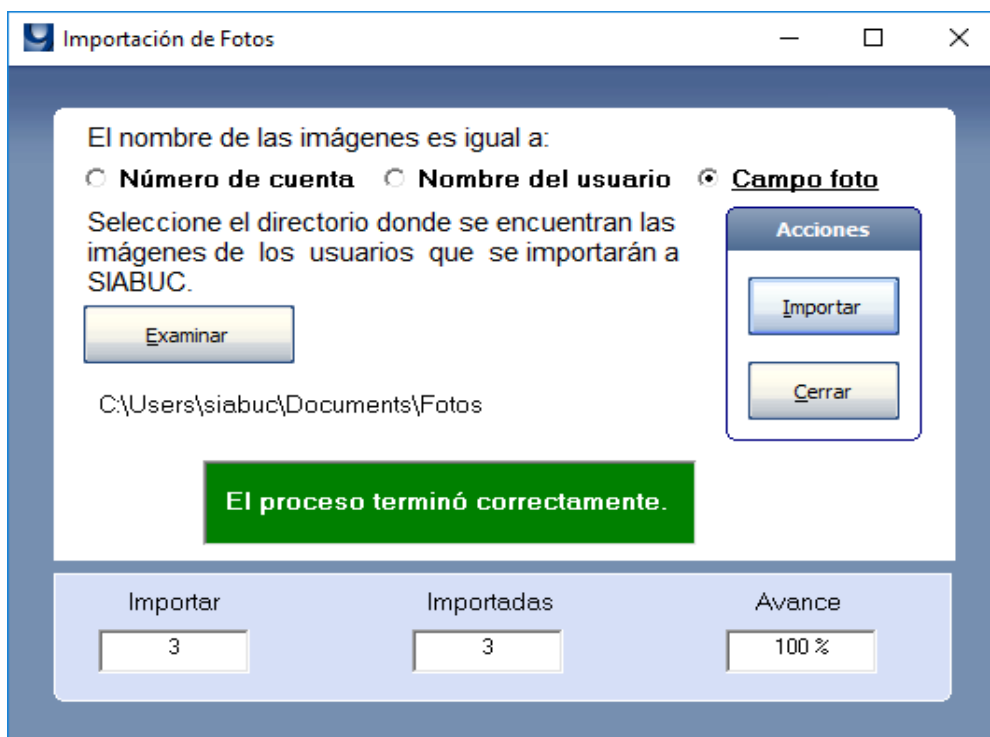 Importación de Fotos
El nombre de las imágenes es igual a:
Número de cuenta Nombre del usuario Campo foto
Seleccione el directorio donde se encuentran las
imágenes de los usuarios que se importarán a
SIABUC.
Acciones
Importar
Examinar
Cerrar
C:\Users\siabuc\Documents\Fotos
El proceso terminó correctamente.
Importar Importadas Avance
3 3 100 %